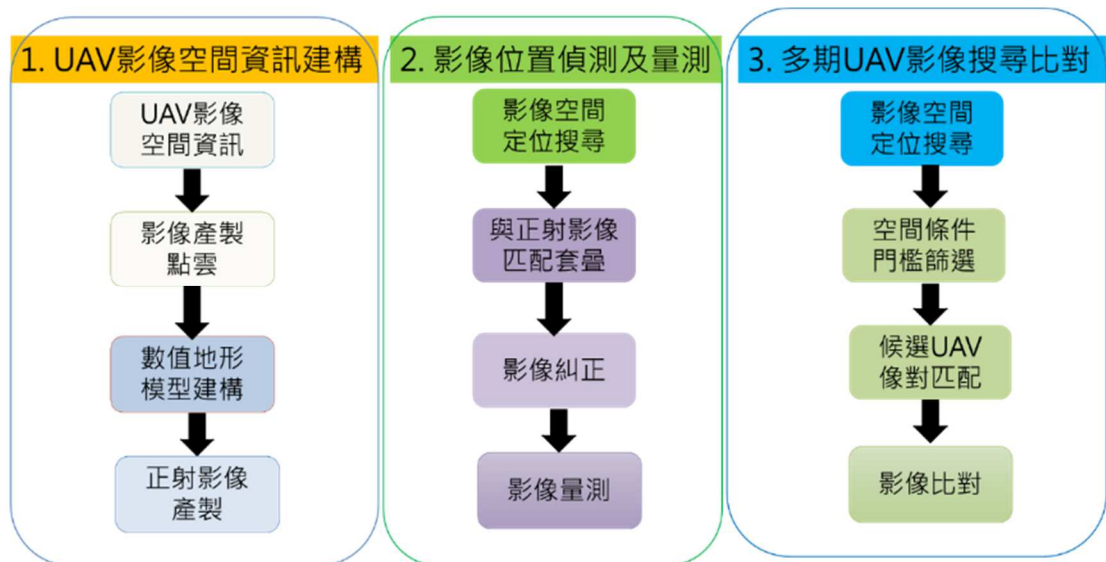 1. UAV影像空間資訊建構
UAV影像
空間資訊
影像產製
點雲
數值地形
模型建構
正射影像
產製
2. 影像位置偵測及量測
影像空間
定位搜尋
與正射影像
匹配套疊
影像糾正
影像量測
3. 多期UAV影像搜尋比對
影像空間
定位搜尋
空間條件
門檻篩選
候選UAV
像對匹配
影像比對